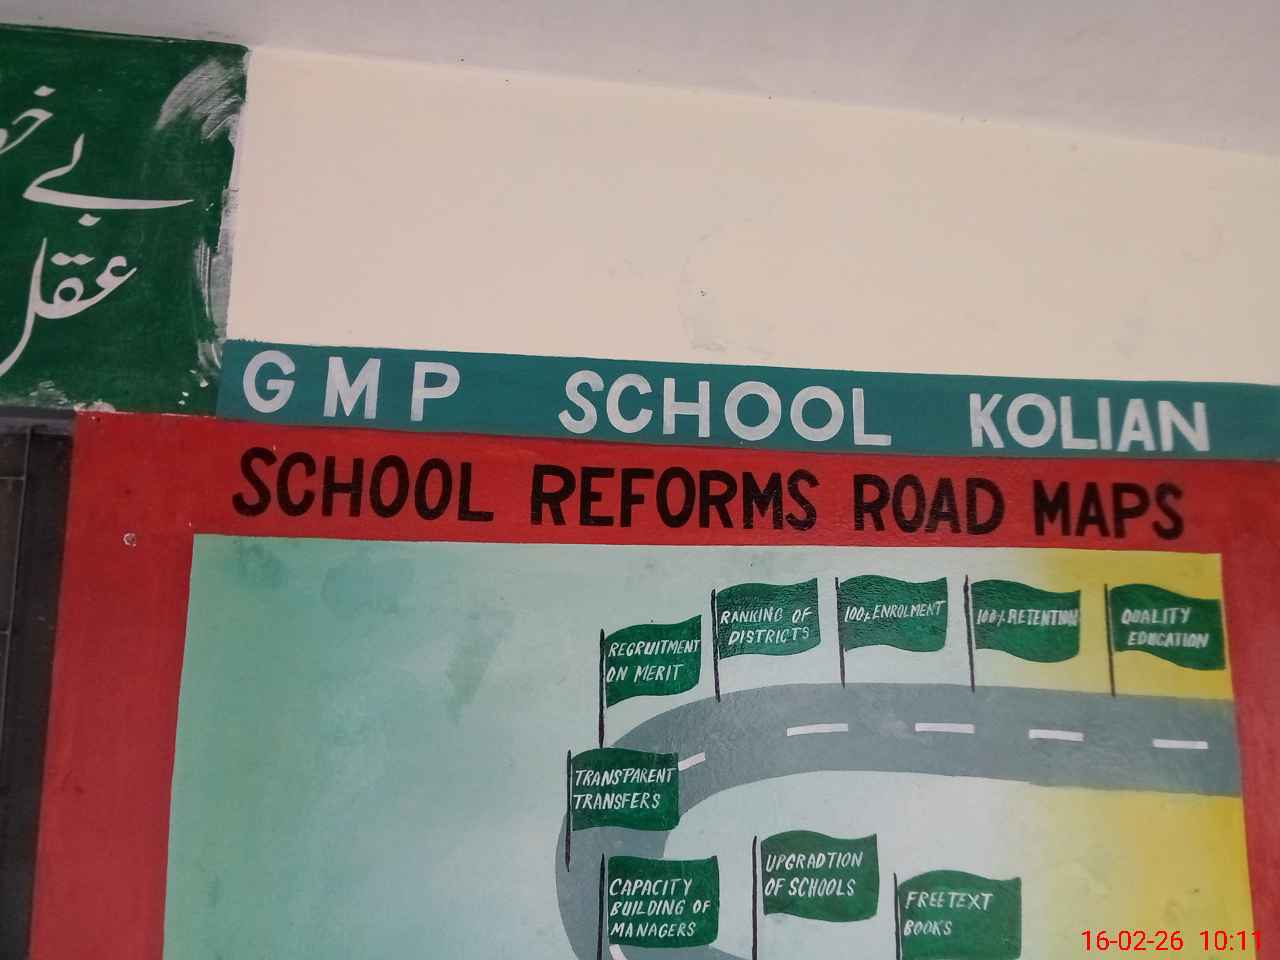 بے
عقل
GMP SCHOOL KOLIAN
SCHOOL REFORMS ROAD MAPS
RECRUITMENT
ON MERIT
RANKING OF
DISTRICTS
100% ENROLMENT
100% RETENTION
QUALITY
EDUCATION
TRANSPARENT
TRANSFERS
CAPACITY
BUILDING OF
MANAGERS
UPGRADTION
OF SCHOOLS
FREE TEXT
BOOKS
16-02-26 10:11